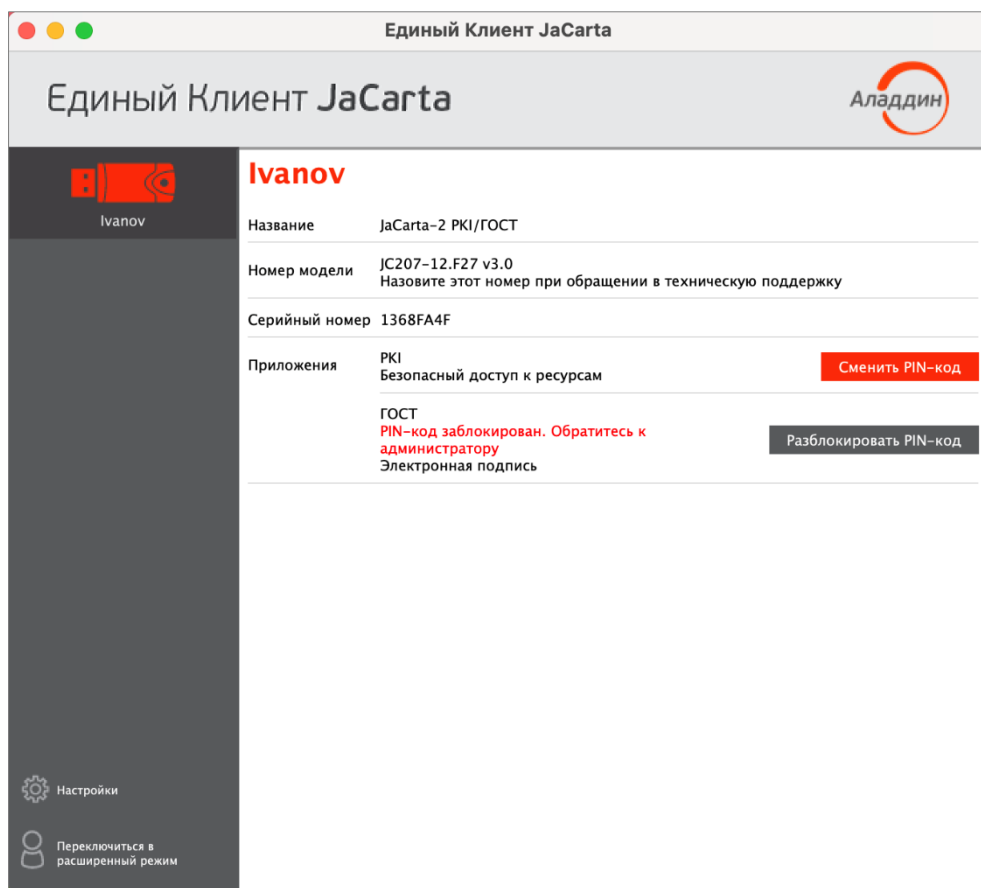 Единый Клиент JaCarta
Единый Клиент JaCarta
Аладдин
Ivanov
Ivanov
Название JaCarta-2 PKI/ГОСТ
Номер модели JC207-12.F27 v3.0
Назовите этот номер при обращении в техническую поддержку
Серийный номер 1368FA4F
Приложения PKI
Безопасный доступ к ресурсам
Сменить PIN-код
ГОСТ
PIN-код заблокирован. Обратитесь к
администратору
Электронная подпись
Разблокировать PIN-код
Настройки
Переключиться в
расширенный режим